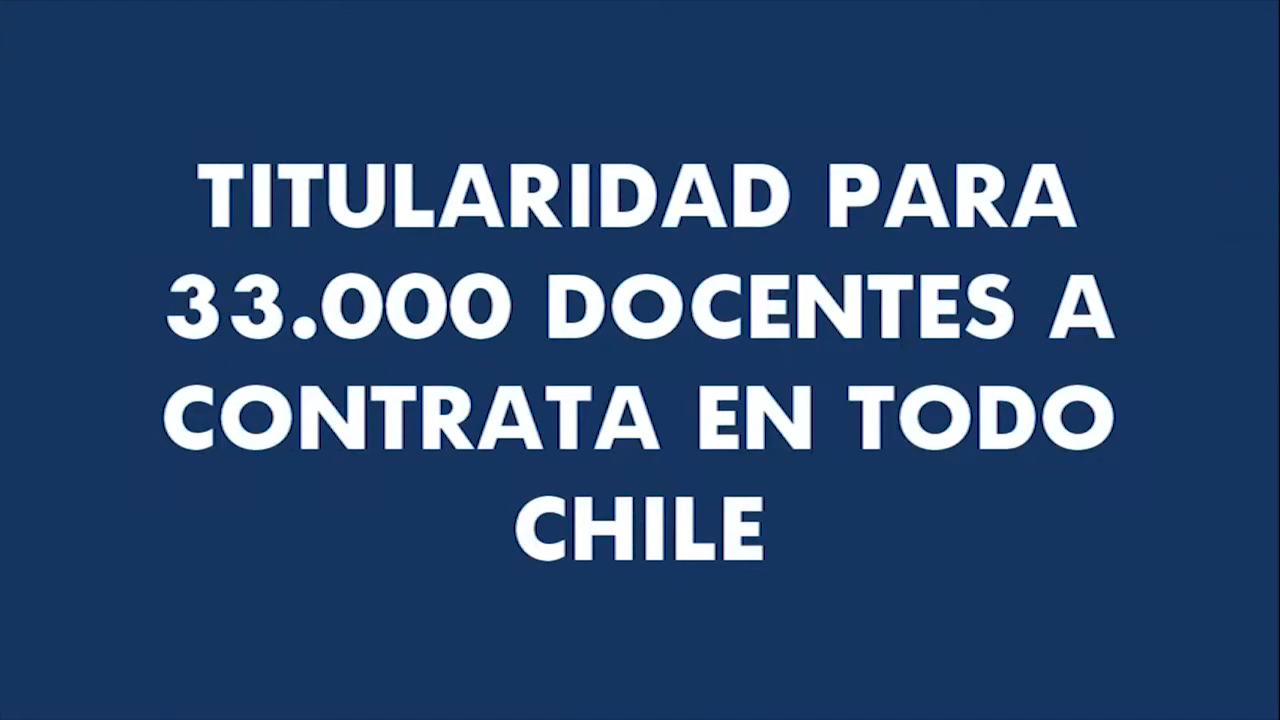 TITULARIDAD PARA
33.000 DOCENTES A
CONTRATA EN TODO
CHILE